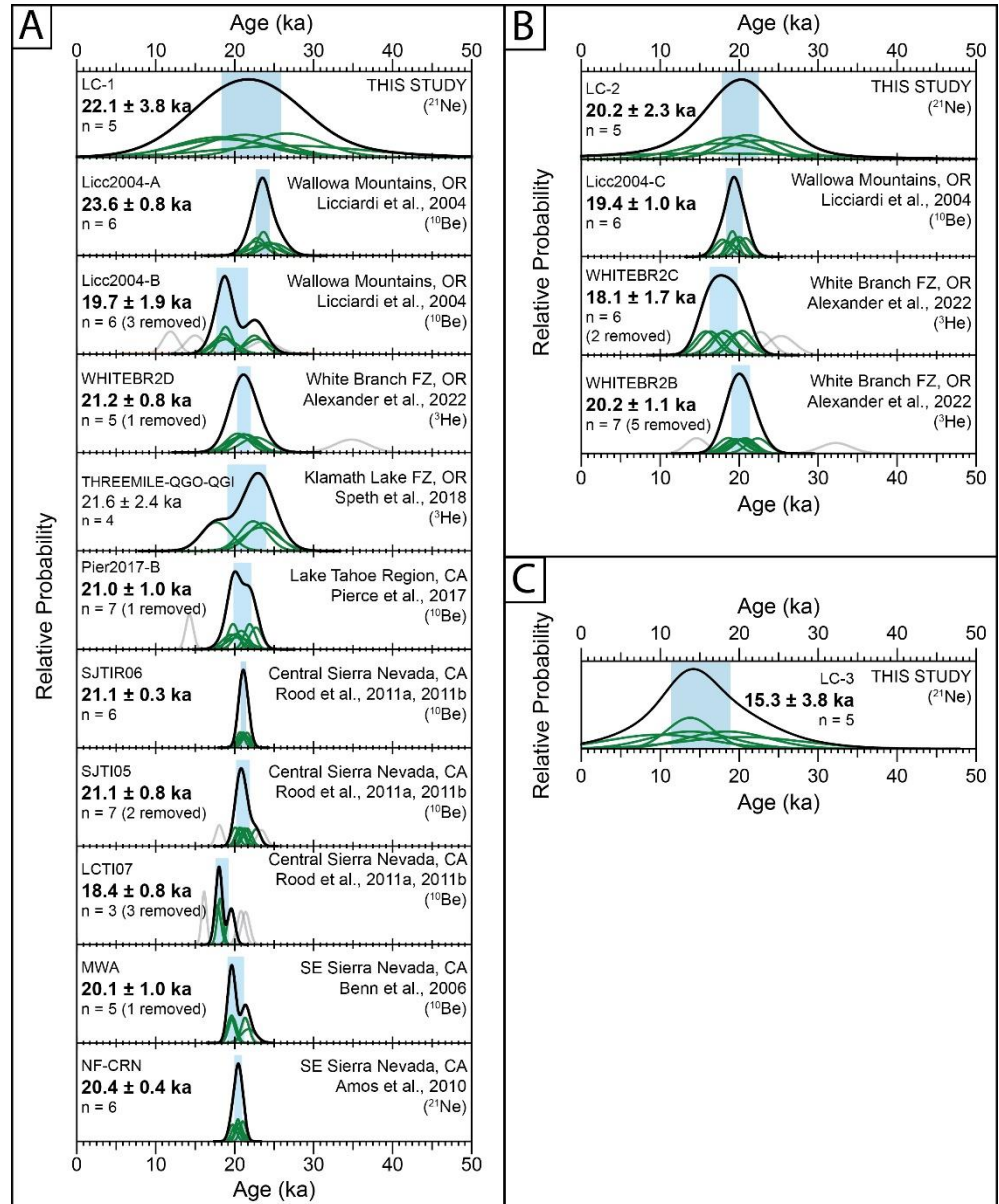 A
Age (ka)
0 10 20 30 40 50
LC-1
22.1 ± 3.8 ka
n = 5
THIS STUDY
(²¹Ne)
Licc2004-A
23.6 ± 0.8 ka
n = 6
Wallowa Mountains, OR
Licciardi et al., 2004
(¹⁰Be)
Licc2004-B
19.7 ± 1.9 ka
n = 6 (3 removed)
Wallowa Mountains, OR
Licciardi et al., 2004
(¹⁰Be)
WHITEBR2D
21.2 ± 0.8 ka
n = 5 (1 removed)
White Branch FZ, OR
Alexander et al., 2022
(³He)
THREEMILE-QGO-QGI
21.6 ± 2.4 ka
n = 4
Klamath Lake FZ, OR
Speth et al., 2018
(³He)
Pier2017-B
21.0 ± 1.0 ka
n = 7 (1 removed)
Lake Tahoe Region, CA
Pierce et al., 2017
(¹⁰Be)
SJTIR06
21.1 ± 0.3 ka
n = 6
Central Sierra Nevada, CA
Rood et al., 2011a, 2011b
(¹⁰Be)
SJTI05
21.1 ± 0.8 ka
n = 7 (2 removed)
Central Sierra Nevada, CA
Rood et al., 2011a, 2011b
(¹⁰Be)
LCTI07
18.4 ± 0.8 ka
n = 3 (3 removed)
Central Sierra Nevada, CA
Rood et al., 2011a, 2011b
(¹⁰Be)
MWA
20.1 ± 1.0 ka
n = 5 (1 removed)
SE Sierra Nevada, CA
Benn et al., 2006
(¹⁰Be)
NF-CRN
20.4 ± 0.4 ka
n = 6
SE Sierra Nevada, CA
Amos et al., 2010
(²¹Ne)
0 10 20 30 40 50
Age (ka)
Relative Probability
B
Age (ka)
0 10 20 30 40 50
LC-2
20.2 ± 2.3 ka
n = 5
THIS STUDY
(²¹Ne)
Licc2004-C
19.4 ± 1.0 ka
n = 6
Wallowa Mountains, OR
Licciardi et al., 2004
(¹⁰Be)
WHITEBR2C
18.1 ± 1.7 ka
n = 6
(2 removed)
White Branch FZ, OR
Alexander et al., 2022
(³He)
WHITEBR2B
20.2 ± 1.1 ka
n = 7 (5 removed)
White Branch FZ, OR
Alexander et al., 2022
(³He)
0 10 20 30 40 50
Age (ka)
Relative Probability
C
Age (ka)
0 10 20 30 40 50
LC-3
15.3 ± 3.8 ka
n = 5
THIS STUDY
(²¹Ne)
0 10 20 30 40 50
Age (ka)
Relative Probability